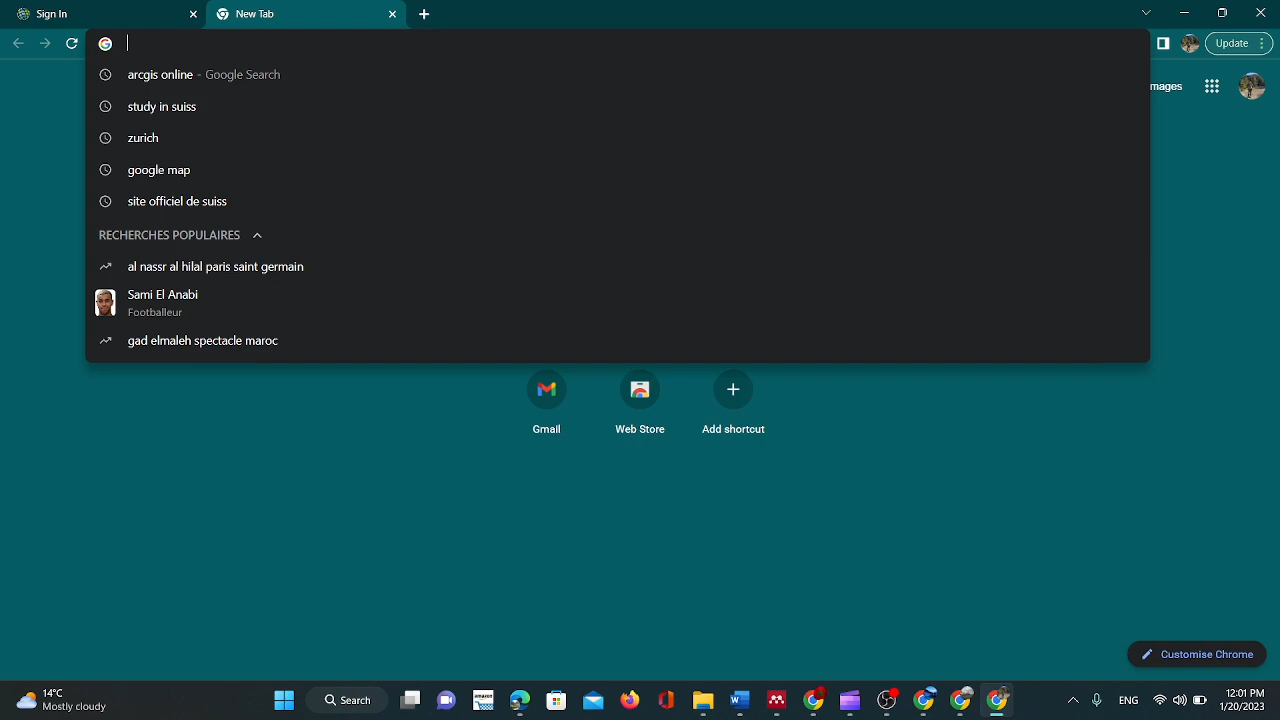 Sign In
New Tab
Update
arcgis online - Google Search
study in suiss
mages
zurich
google map
site officiel de suiss
RECHERCHES POPULAIRES
al nassr al hilal paris saint germain
Sami El Anabi
Footballeur
gad elmaleh spectacle maroc
Gmail
Web Store
Add shortcut
Customise Chrome
14°C
Mostly cloudy
Search
ENG
12:01 PM
1/20/2023